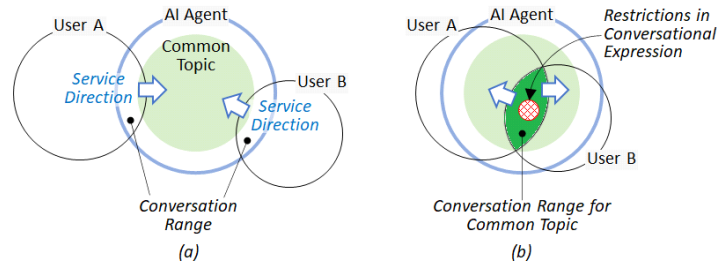 User A
AI Agent
Common
Topic
User B
Service
Direction
Service
Direction
Conversation
Range
(a)
User A
AI Agent
Restrictions in
Conversational
Expression
User B
Conversation Range for
Common Topic
(b)